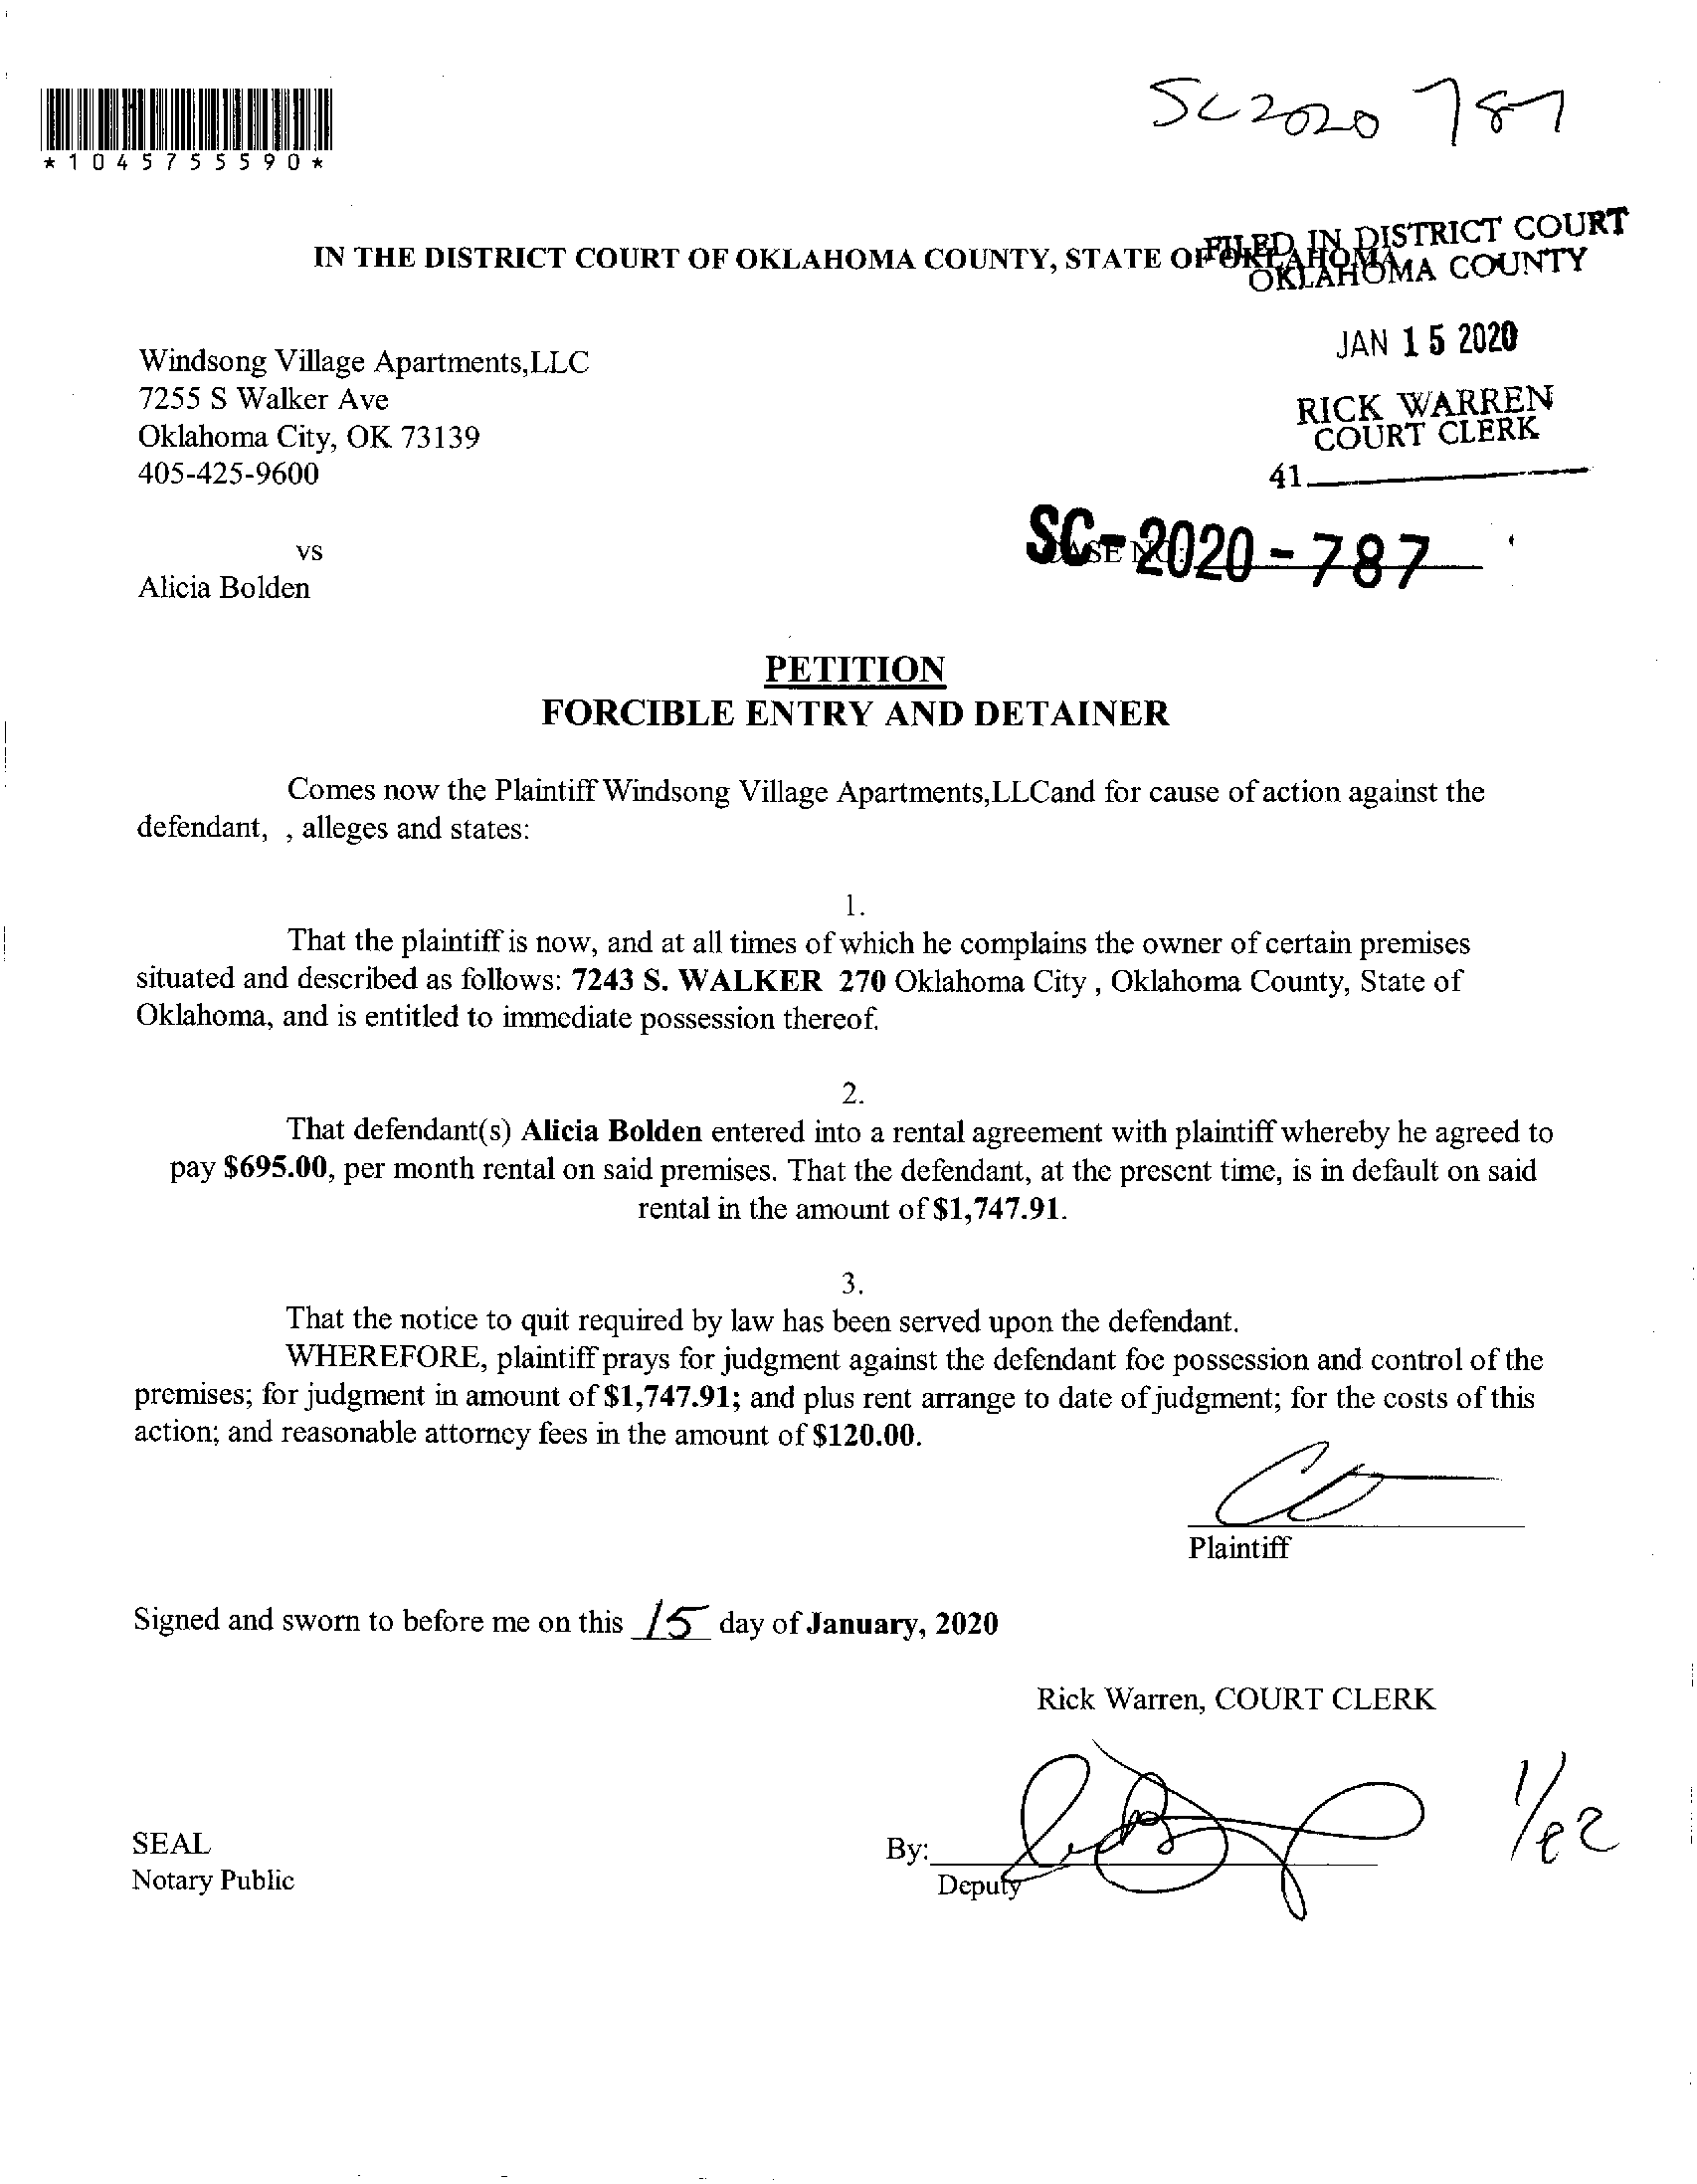 SC2020 787
*1045755590*
FILED IN DISTRICT COURT
IN THE DISTRICT COURT OF OKLAHOMA COUNTY, STATE OF OKLAHOMA
OKLAHOMA COUNTY
JAN 15 2020
Windsong Village Apartments,LLC
7255 S Walker Ave
RICK WARREN
Oklahoma City, OK 73139
COURT CLERK
405-425-9600
41
SC-2020-787
CASE NO:
vs
Alicia Bolden
PETITION
FORCIBLE ENTRY AND DETAINER
Comes now the Plaintiff Windsong Village Apartments,LLCand for cause of action against the
defendant, , alleges and states:
1.
That the plaintiff is now, and at all times of which he complains the owner of certain premises
situated and described as follows: 7243 S. WALKER 270 Oklahoma City , Oklahoma County, State of
Oklahoma, and is entitled to immediate possession thereof.
2.
That defendant(s) Alicia Bolden entered into a rental agreement with plaintiff whereby he agreed to
pay $695.00, per month rental on said premises. That the defendant, at the present time, is in default on said
rental in the amount of $1,747.91.
3.
That the notice to quit required by law has been served upon the defendant.
WHEREFORE, plaintiff prays for judgment against the defendant foe possession and control of the
premises; for judgment in amount of $1,747.91; and plus rent arrange to date of judgment; for the costs of this
action; and reasonable attorney fees in the amount of $120.00.
Plaintiff
Signed and sworn to before me on this 15 day of January, 2020
Rick Warren, COURT CLERK
SEAL
By:
Notary Public
Deputy